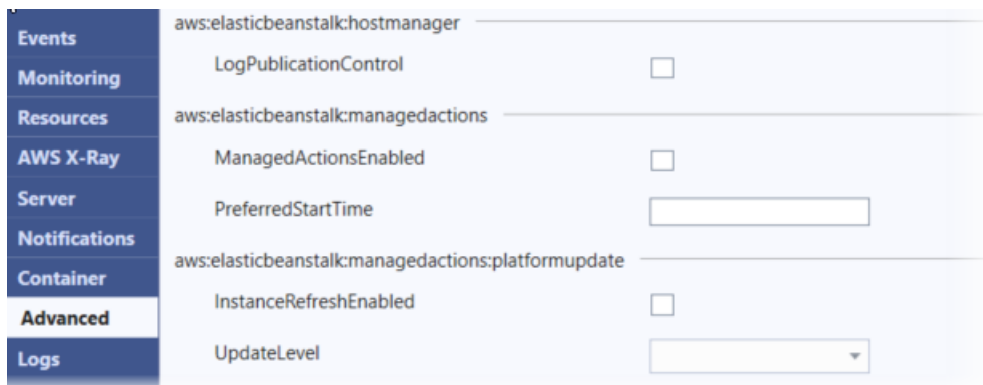 Events
Monitoring
Resources
AWS X-Ray
Server
Notifications
Container
Advanced
Logs
aws:elasticbeanstalk:hostmanager
LogPublicationControl
aws:elasticbeanstalk:managedactions
ManagedActionsEnabled
PreferredStartTime
aws:elasticbeanstalk:managedactions:platformupdate
InstanceRefreshEnabled
UpdateLevel